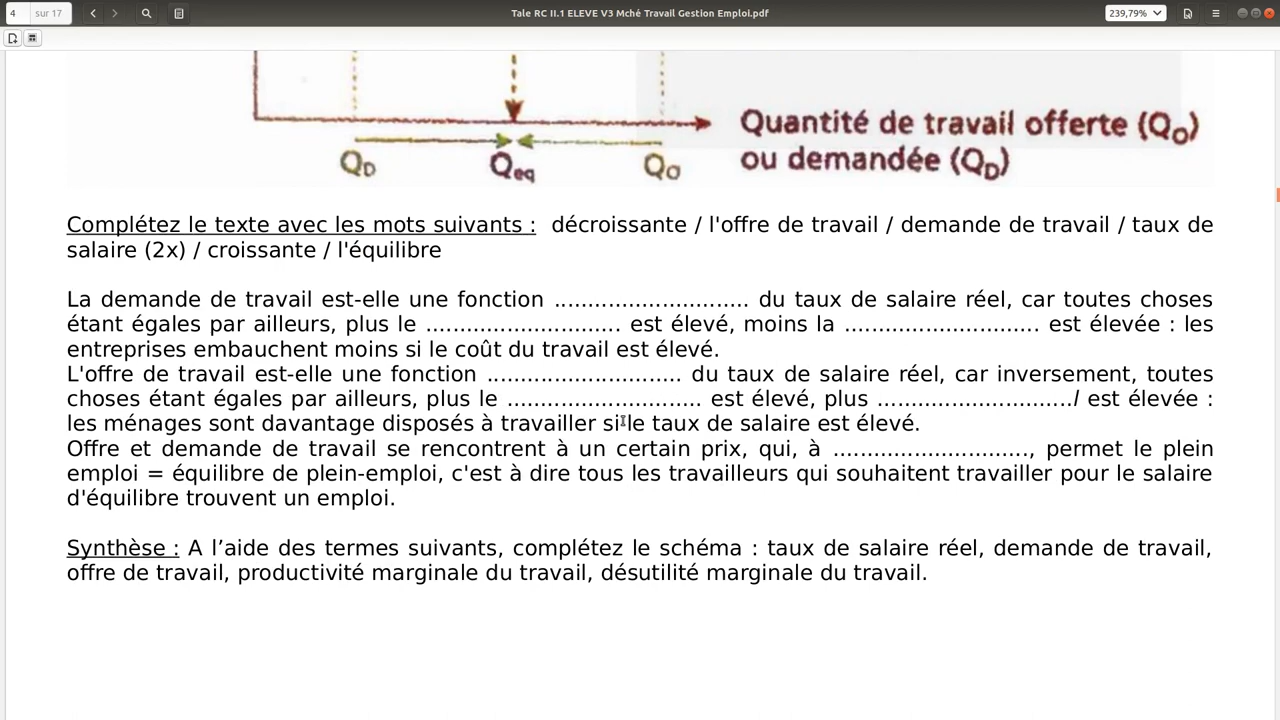 4 sur 17 Tale RC II.1 ELEVE V3 Mché Travail Gestion Emploi.pdf 239,79%
Quantité de travail offerte (QO)
ou demandée (QD)
QD Qeq QO
Complétez le texte avec les mots suivants : décroissante / l'offre de travail / demande de travail / taux de
salaire (2x) / croissante / l'équilibre
La demande de travail est-elle une fonction ............................. du taux de salaire réel, car toutes choses
étant égales par ailleurs, plus le ............................. est élevé, moins la ............................. est élevée : les
entreprises embauchent moins si le coût du travail est élevé.
L'offre de travail est-elle une fonction ............................. du taux de salaire réel, car inversement, toutes
choses étant égales par ailleurs, plus le ............................. est élevé, plus .............................l est élevée :
les ménages sont davantage disposés à travailler si le taux de salaire est élevé.
Offre et demande de travail se rencontrent à un certain prix, qui, à ............................., permet le plein
emploi = équilibre de plein-emploi, c'est à dire tous les travailleurs qui souhaitent travailler pour le salaire
d'équilibre trouvent un emploi.
Synthèse : A l’aide des termes suivants, complétez le schéma : taux de salaire réel, demande de travail,
offre de travail, productivité marginale du travail, désutilité marginale du travail.